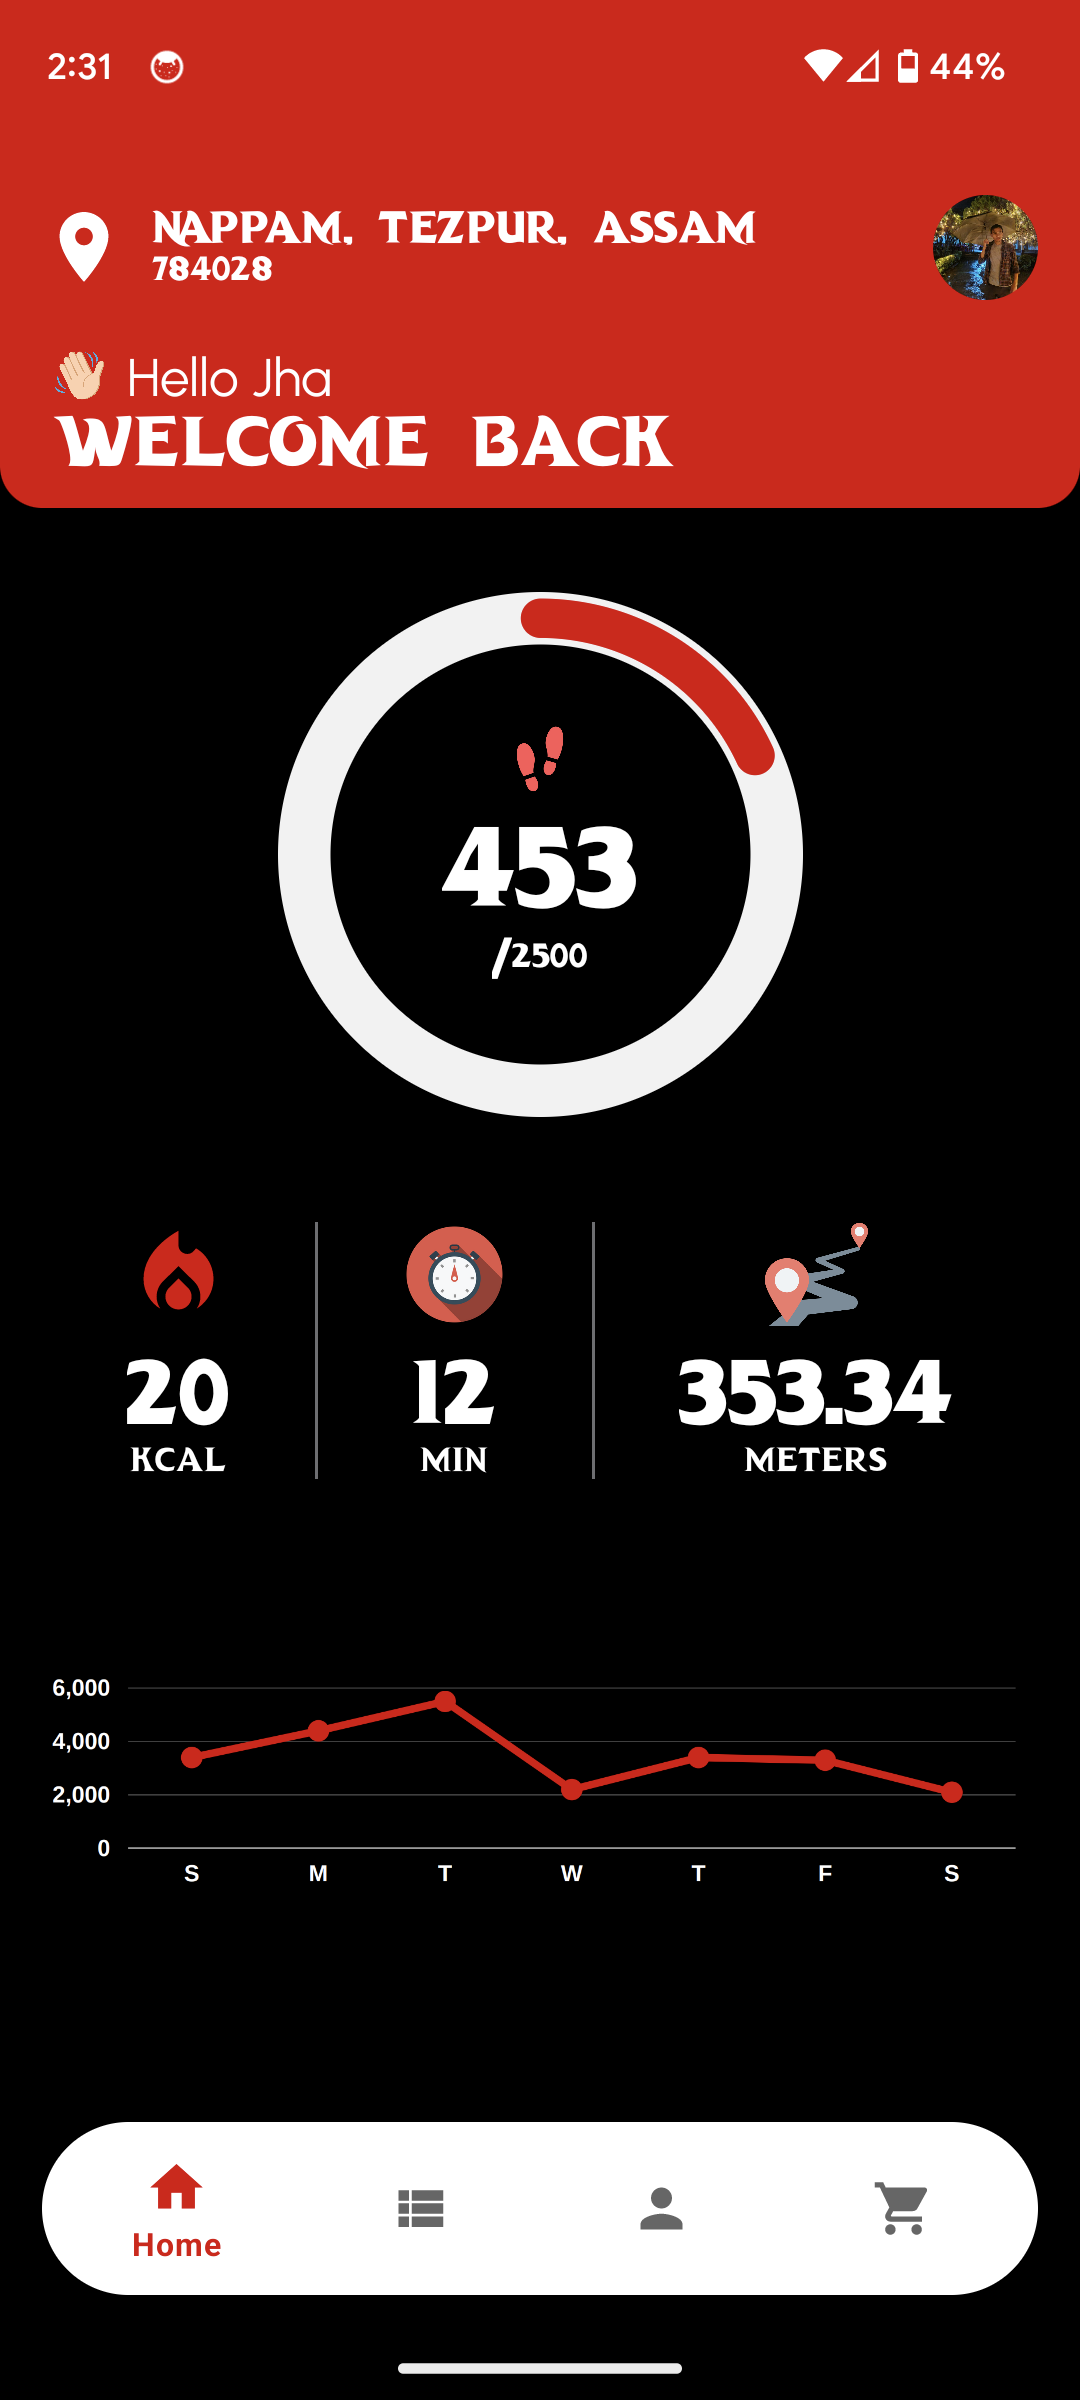 2:31 44%
NAPPAM, TEZPUR, ASSAM
784028
Hello Jha
WELCOME BACK
453
/2500
20 12 353.34
KCAL MIN METERS
6,000
4,000
2,000
0
S M T W T F S
Home